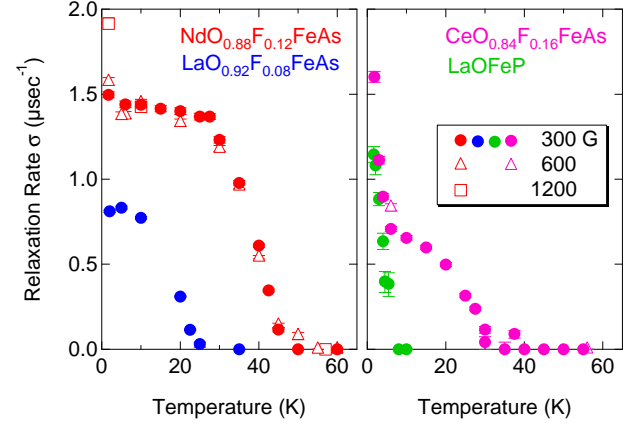 2.0
1.5
1.0
0.5
0.0
Relaxation Rate σ (μsec⁻¹)
NdO₀.₈₈F₀.₁₂FeAs
LaO₀.₉₂F₀.₀₈FeAs
0 20 40 60
Temperature (K)
CeO₀.₈₄F₀.₁₆FeAs
LaOFeP
300 G
600
1200
0 20 40 60
Temperature (K)